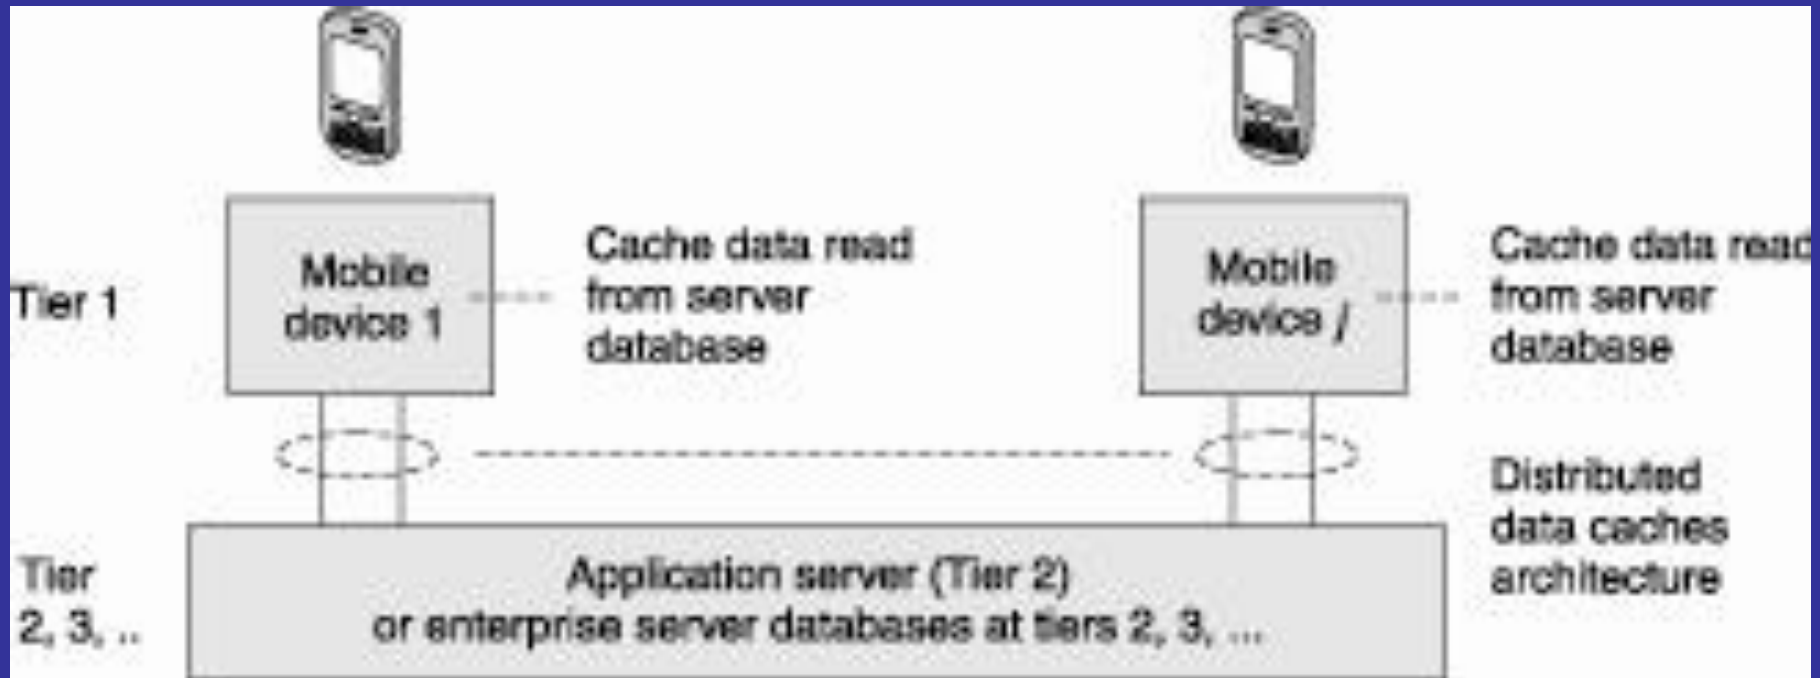 Tier 1
Mobile
device 1
Cache data read
from server
database
Mobile
device j
Cache data read
from server
database
Distributed
data caches
architecture
Tier
2, 3, ..
Application server (Tier 2)
or enterprise server databases at tiers 2, 3, ...